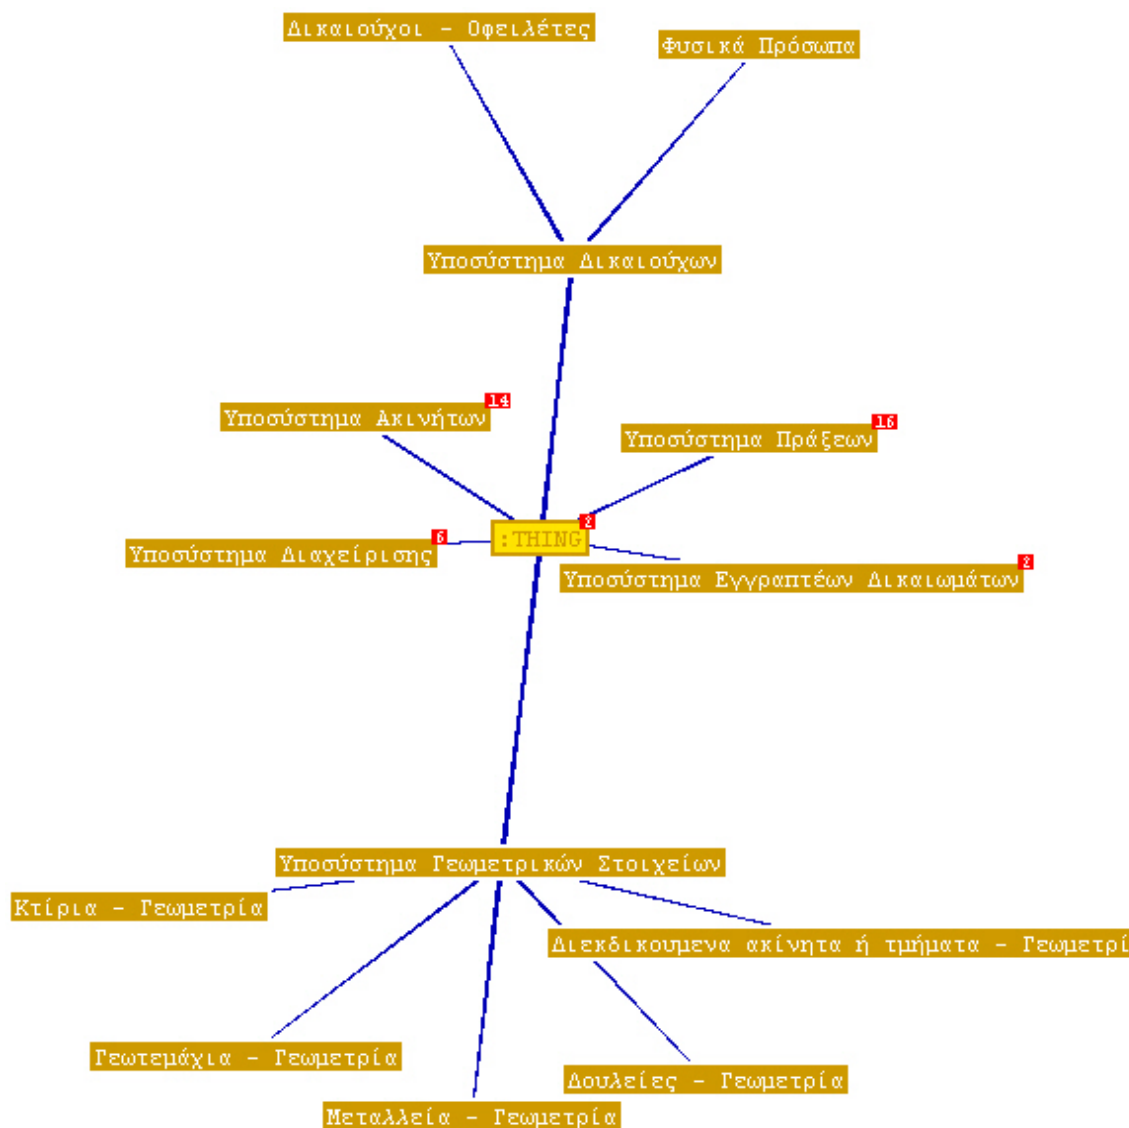 Δικαιούχοι - Οφειλέτες
Φυσικά Πρόσωπα
Υποσύστημα Δικαιούχων
14
Υποσύστημα Ακινήτων
16
Υποσύστημα Πράξεων
2
:THING
6
Υποσύστημα Διαχείρισης
2
Υποσύστημα Εγγραπτέων Δικαιωμάτων
Υποσύστημα Γεωμετρικών Στοιχείων
Κτίρια - Γεωμετρία
Διεκδικουμενα ακίνητα ή τμήματα - Γεωμετρί
Γεωτεμάχια - Γεωμετρία
Δουλείες - Γεωμετρία
Μεταλλεία - Γεωμετρία